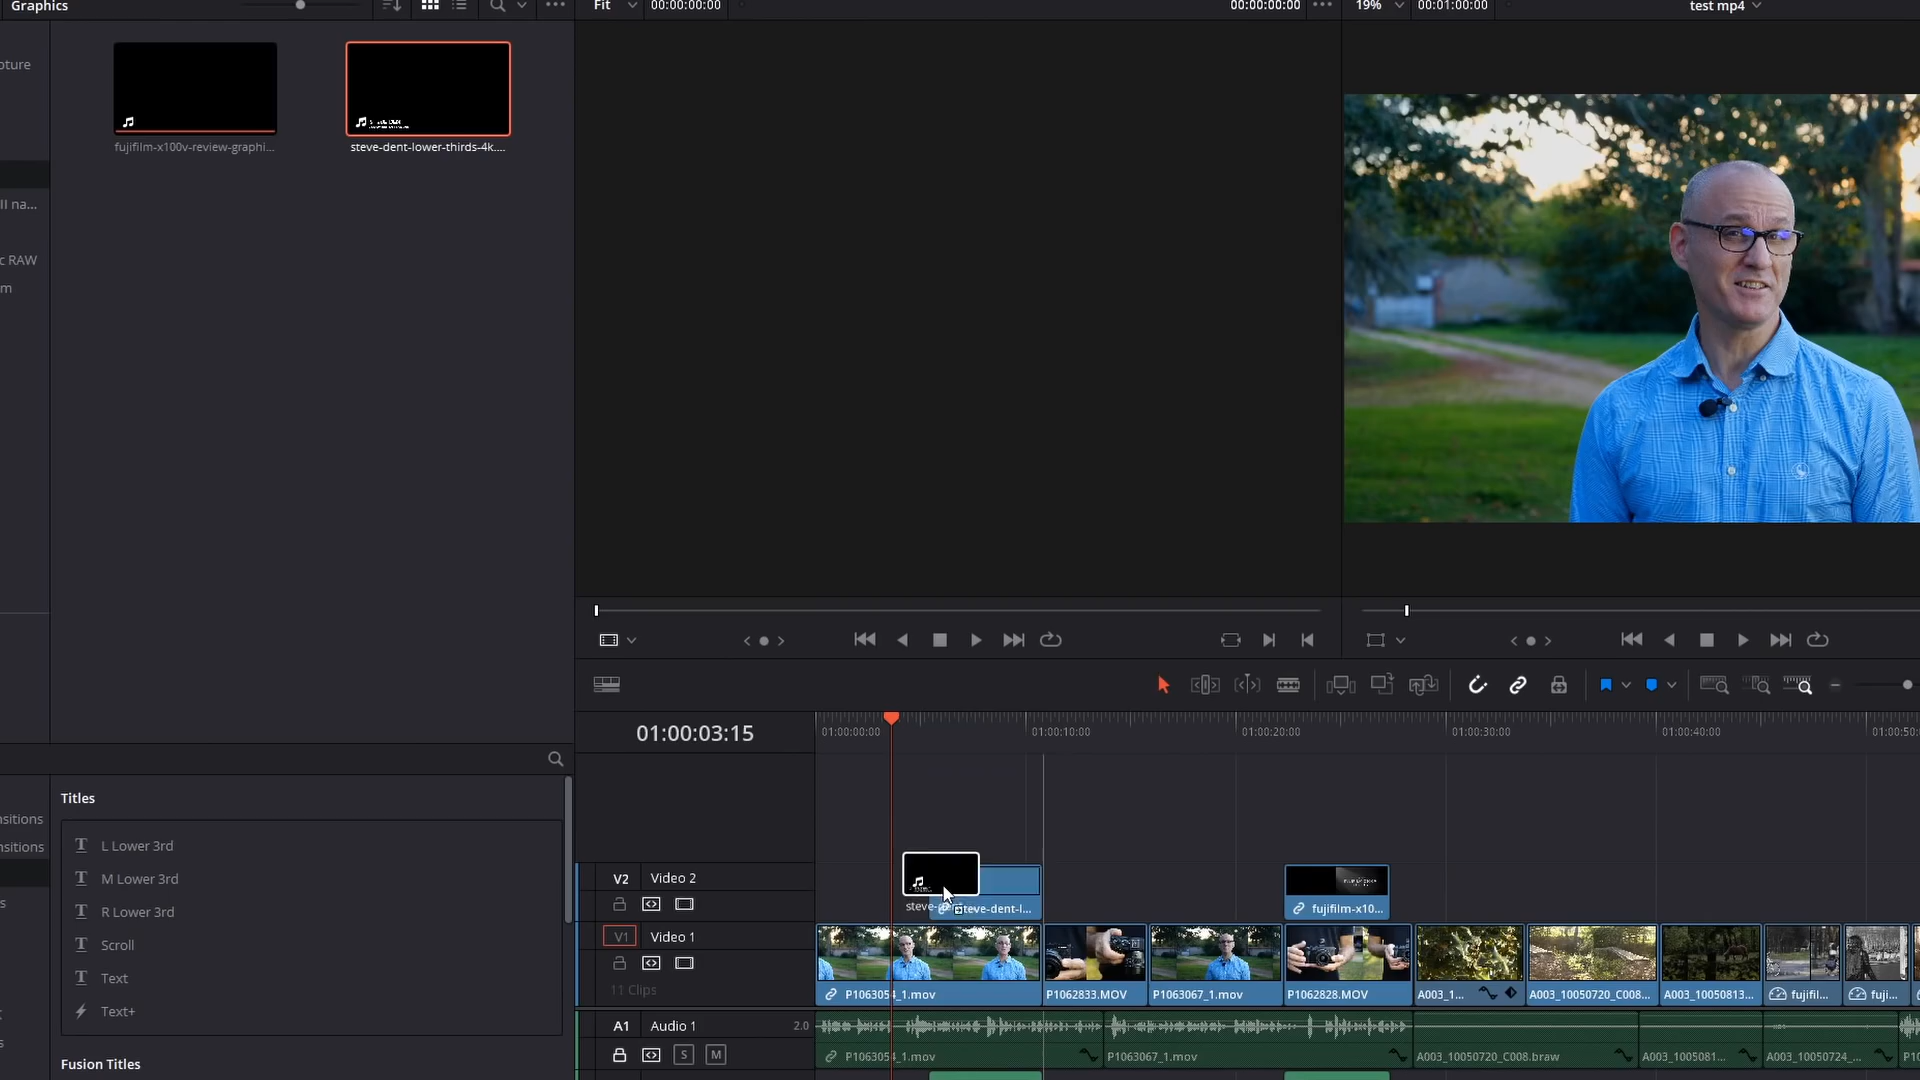 Graphics
Fit
00:00:00:00
00:00:00:00
19%
00:01:00:00
test mp4
pture
ll na...
c RAW
m
fujifilm-x100v-review-graphi...
steve-dent-lower-thirds-4k....
01:00:03:15
01:00:00:00
01:00:10:00
01:00:20:00
01:00:30:00
01:00:40:00
01:00:50:
nsitions
nsitions
s
s
Titles
L Lower 3rd
M Lower 3rd
R Lower 3rd
Scroll
Text
Text+
Fusion Titles
V2
Video 2
steve-
steve-dent-l...
fujifilm-x10...
V1
Video 1
11 Clips
P1063054_1.mov
P1062833.MOV
P1063067_1.mov
P1062828.MOV
A003_1...
A003_10050720_C008...
A003_10050813...
fujifil...
fuji...
A1
Audio 1
2.0
S
M
P1063054_1.mov
P1063067_1.mov
A003_10050720_C008.braw
A003_1005081...
A003_10050724_...
P10